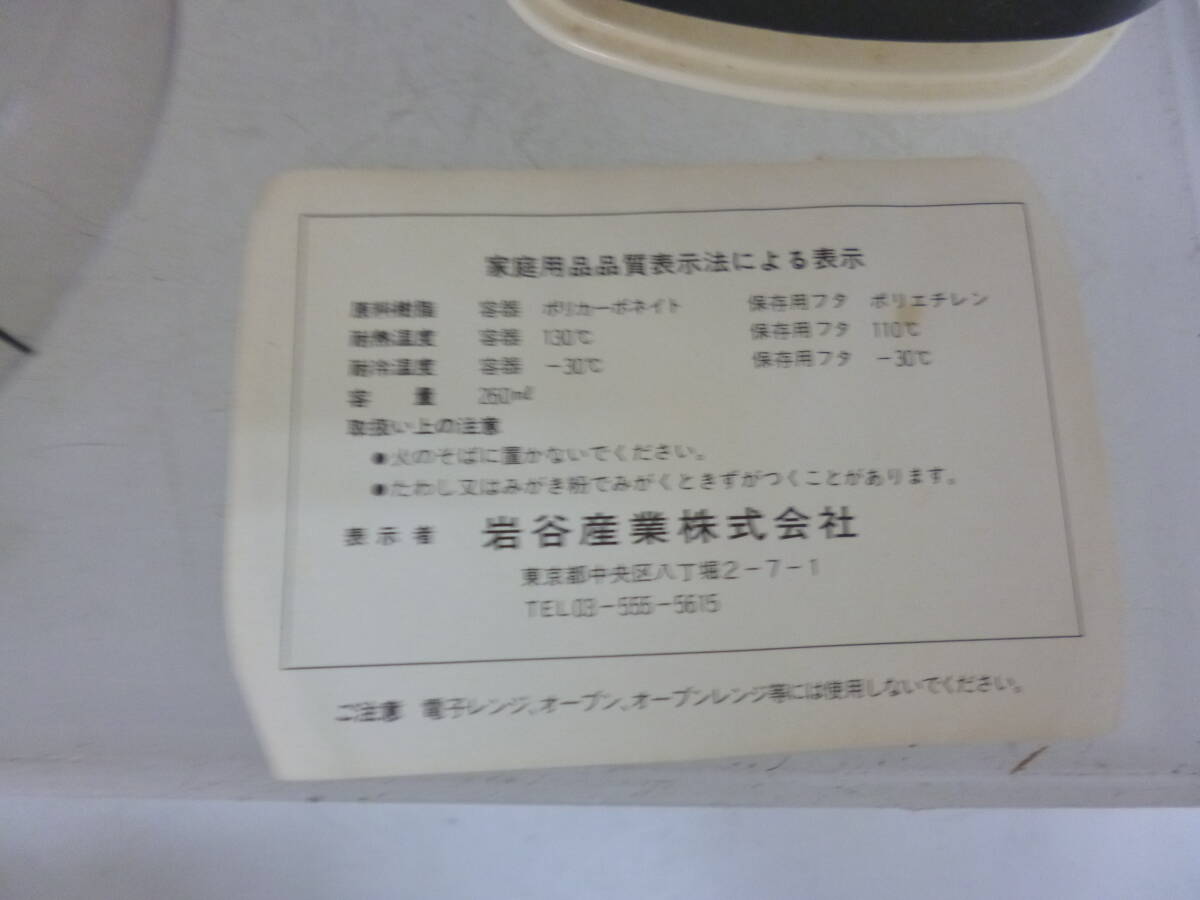 家庭用品品質表示法による表示
原料樹脂 容器 ポリカーボネイト 保存用フタ ポリエチレン
耐熱温度 容器 130℃ 保存用フタ 110℃
耐冷温度 容器 -30℃ 保存用フタ -30℃
容 量 260ml
取扱い上の注意
●火のそばに置かないでください。
●たわし又はみがき粉でみがくときずがつくことがあります。
表示者 岩谷産業株式会社
東京都中央区八丁堀2-7-1
TEL(03)-555-5615
ご注意 電子レンジ、オーブン、オーブンレンジ等には使用しないでください。